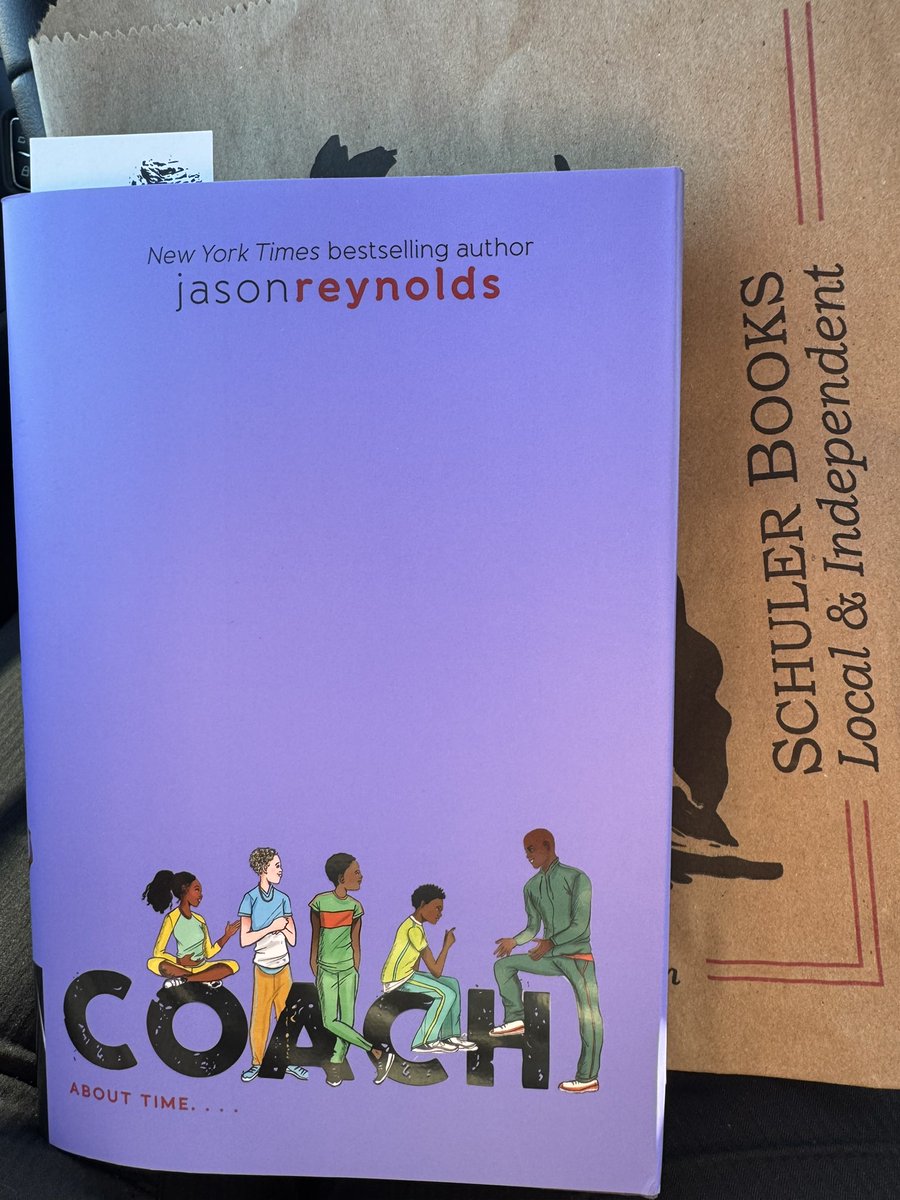 New York Times bestselling author
jasonreynolds
COACH
ABOUT TIME. . . .
SCHULER BOOKS
Local & Independent